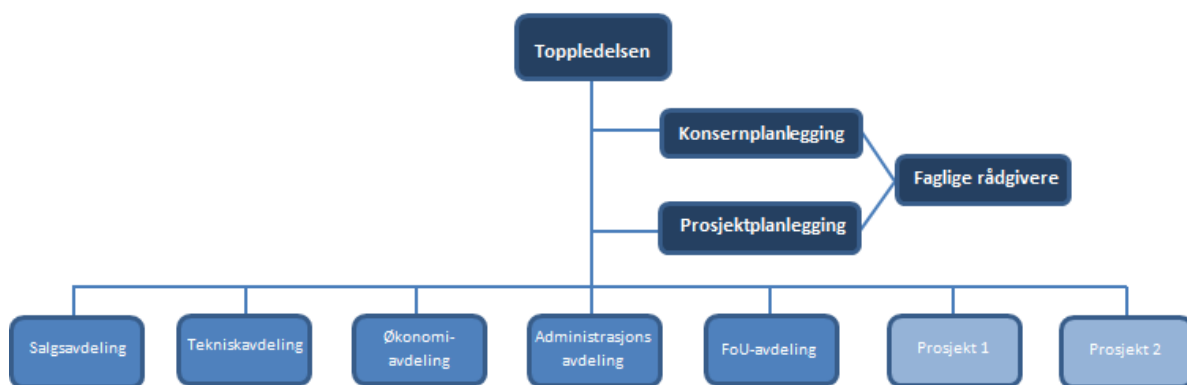 Toppledelsen
Konsernplanlegging
Faglige rådgivere
Prosjektplanlegging
Salgsavdeling
Tekniskavdeling
Økonomi-
avdeling
Administrasjons
avdeling
FoU-avdeling
Prosjekt 1
Prosjekt 2